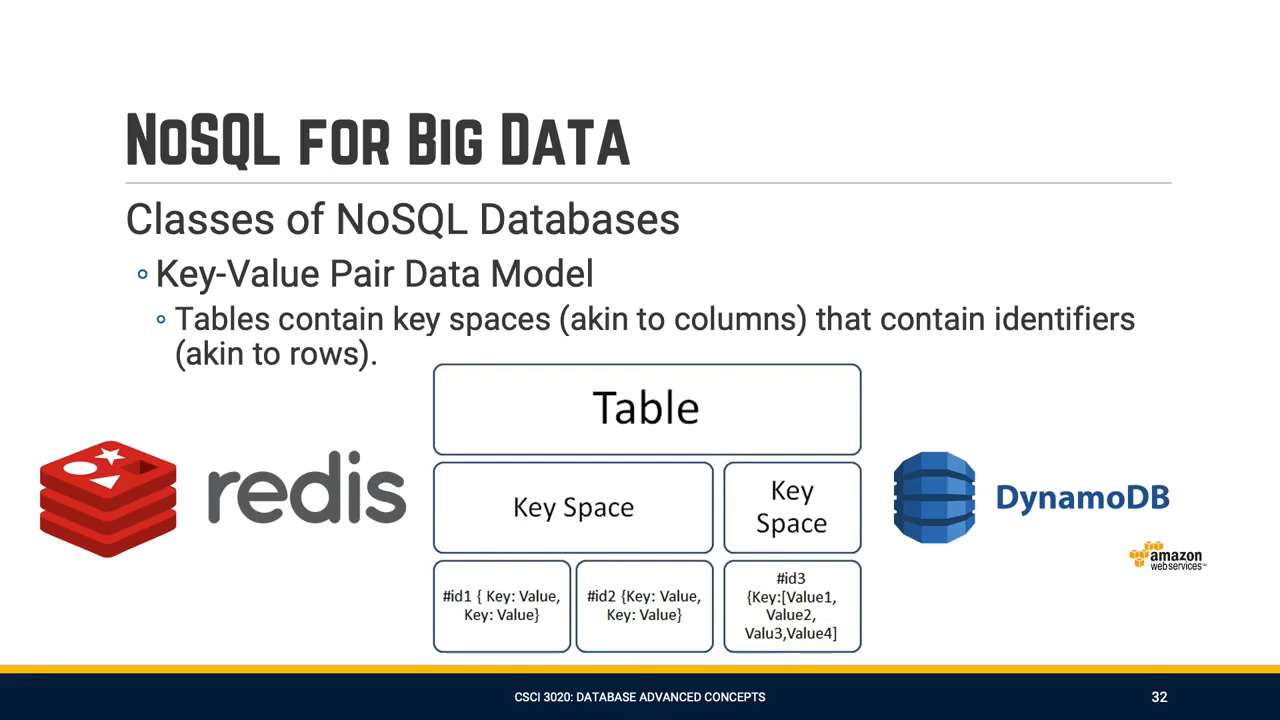 NoSQL for Big Data
Classes of NoSQL Databases
◦ Key-Value Pair Data Model
◦ Tables contain key spaces (akin to columns) that contain identifiers
(akin to rows).
Table
redis
Key Space
Key
Space
DynamoDB
amazon
webservices™
#id1 { Key: Value,
Key: Value}
#id2 {Key: Value,
Key: Value}
#id3
{Key:[Value1,
Value2,
Valu3,Value4]
CSCI 3020: DATABASE ADVANCED CONCEPTS
32